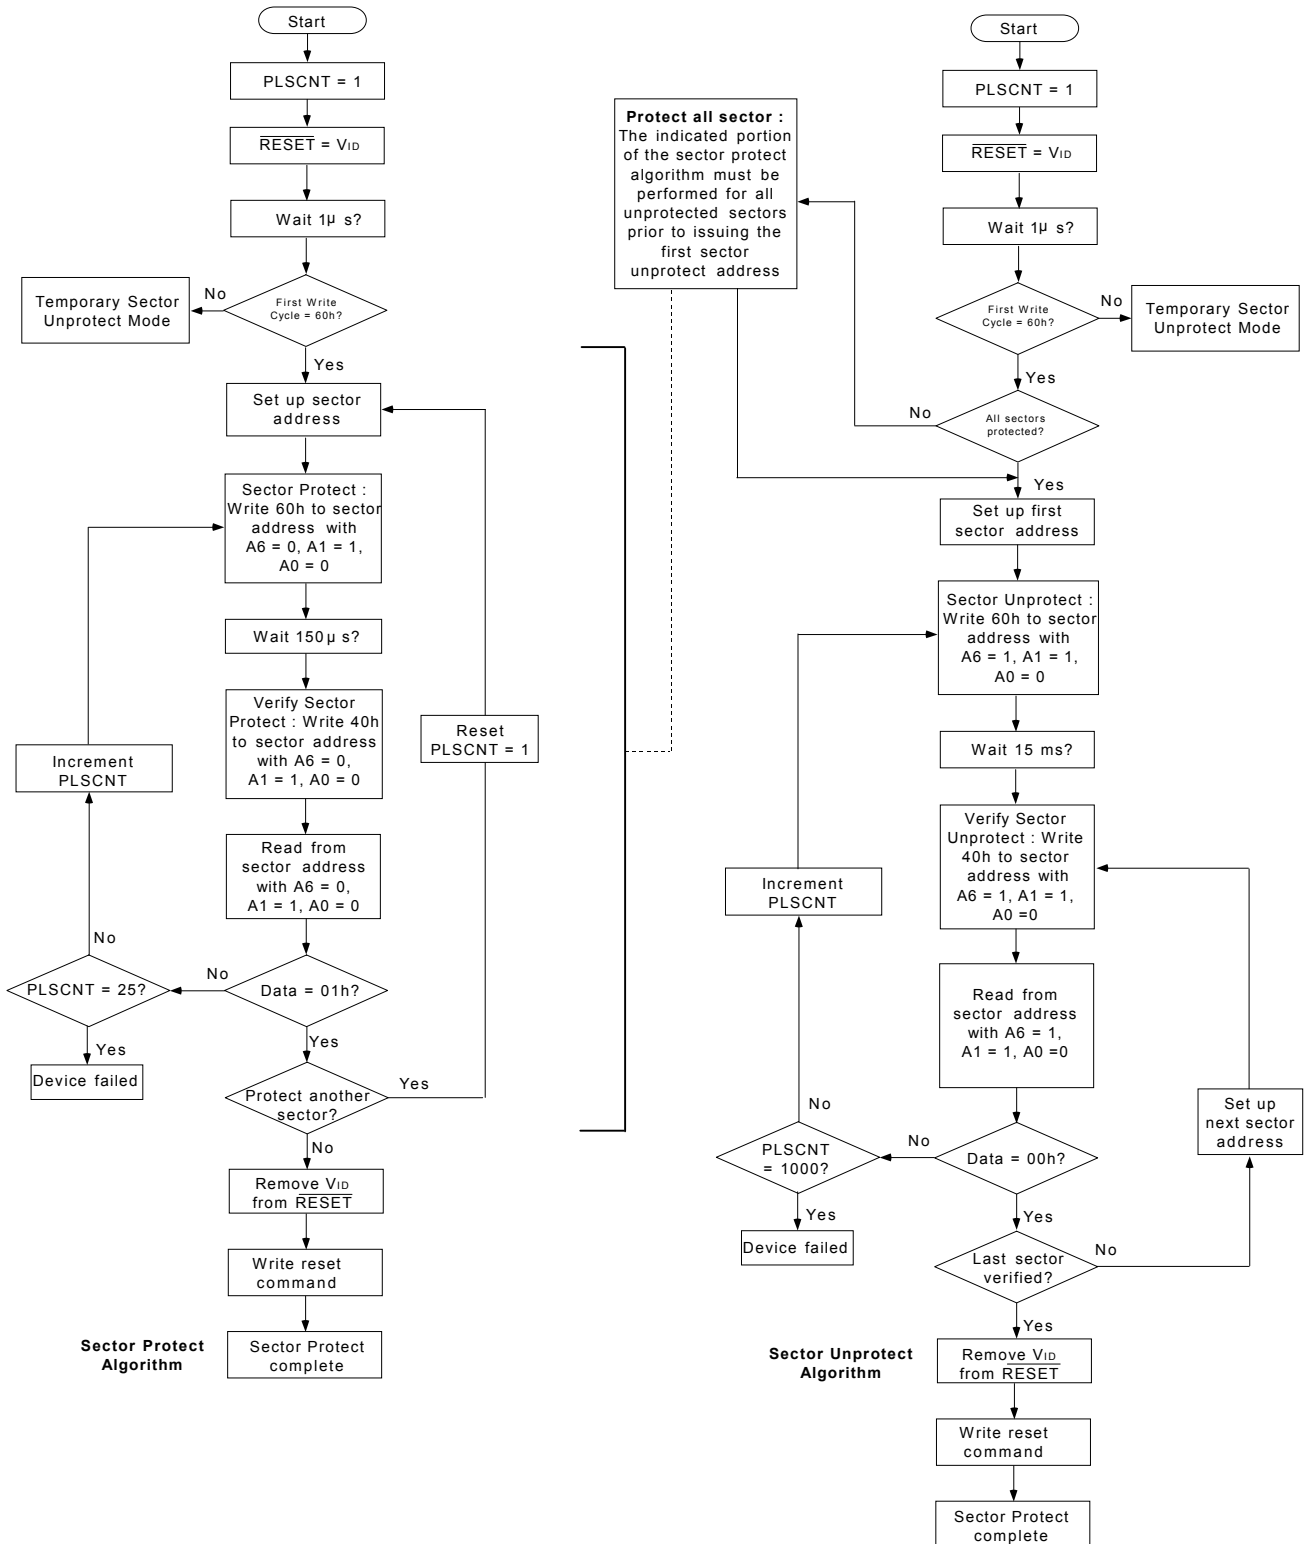 Start
PLSCNT = 1
RESET = VID
Wait 1μ s?
First Write
Cycle = 60h?
No
Temporary Sector
Unprotect Mode
Yes
Set up sector
address
Sector Protect :
Write 60h to sector
address with
A6 = 0, A1 = 1,
A0 = 0
Wait 150μ s?
Verify Sector
Protect : Write 40h
to sector address
with A6 = 0,
A1 = 1, A0 = 0
Reset
PLSCNT = 1
Increment
PLSCNT
Read from
sector address
with A6 = 0,
A1 = 1, A0 = 0
No
PLSCNT = 25?
No
Data = 01h?
Yes
Device failed
Yes
Protect another
sector?
Yes
No
Remove VID
from RESET
Write reset
command
Sector Protect
complete
Sector Protect
Algorithm
Protect all sector :
The indicated portion
of the sector protect
algorithm must be
performed for all
unprotected sectors
prior to issuing the
first sector
unprotect address
Start
PLSCNT = 1
RESET = VID
Wait 1μ s?
First Write
Cycle = 60h?
No
Temporary Sector
Unprotect Mode
Yes
No
All sectors
protected?
Yes
Set up first
sector address
Sector Unprotect :
Write 60h to sector
address with
A6 = 1, A1 = 1,
A0 = 0
Wait 15 ms?
Verify Sector
Unprotect : Write
40h to sector
address with
A6 = 1, A1 = 1,
A0 =0
Increment
PLSCNT
Read from
sector address
with A6 = 1,
A1 = 1, A0 =0
No
Set up
next sector
address
PLSCNT
= 1000?
No
Data = 00h?
Yes
Device failed
Yes
Last sector
verified?
No
Yes
Remove VID
from RESET
Sector Unprotect
Algorithm
Write reset
command
Sector Protect
complete